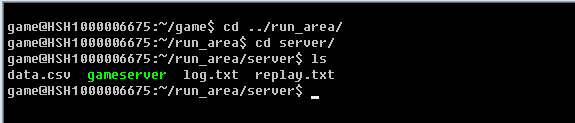 game@HSH1000006675:~/game$ cd ../run_area/
game@HSH1000006675:~/run_area$ cd server/
game@HSH1000006675:~/run_area/server$ ls
data.csv  gameserver  log.txt  replay.txt
game@HSH1000006675:~/run_area/server$ _